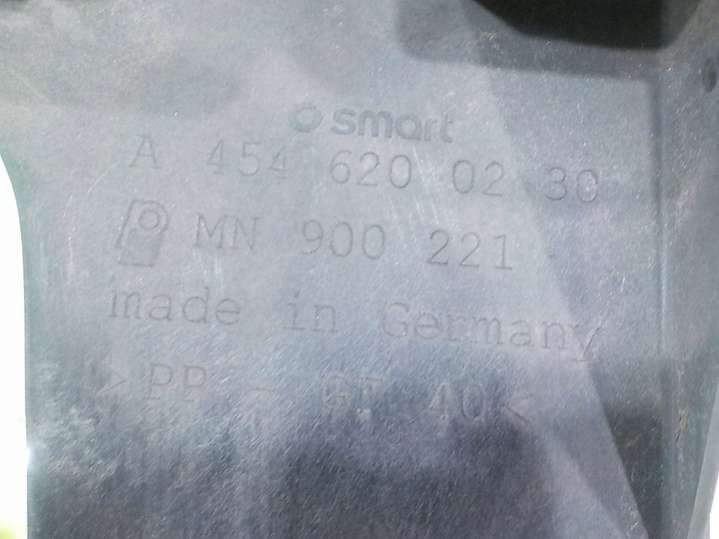 smart
A 454 620 02 30
MN 900 221
made in Germany
>PP - GF 40<